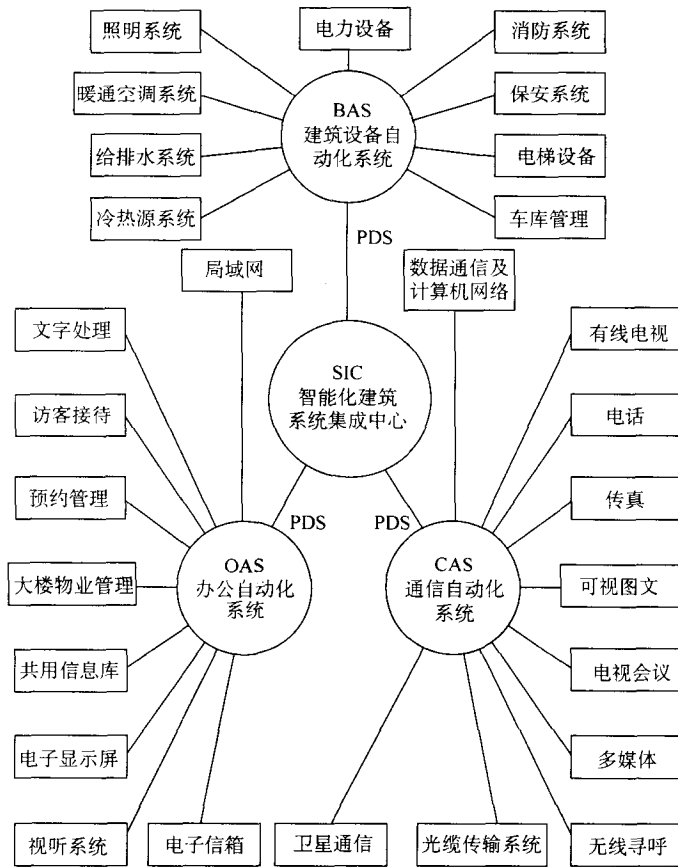 照明系统
电力设备
消防系统
暖通空调系统
BAS
建筑设备自
动化系统
保安系统
给排水系统
电梯设备
冷热源系统
车库管理
PDS
局域网
数据通信及
计算机网络
文字处理
有线电视
SIC
智能化建筑
系统集成中心
访客接待
电话
预约管理
传真
PDS
PDS
OAS
办公自动化
系统
CAS
通信自动化
系统
大楼物业管理
可视图文
共用信息库
电视会议
电子显示屏
多媒体
视听系统
电子信箱
卫星通信
光缆传输系统
无线寻呼